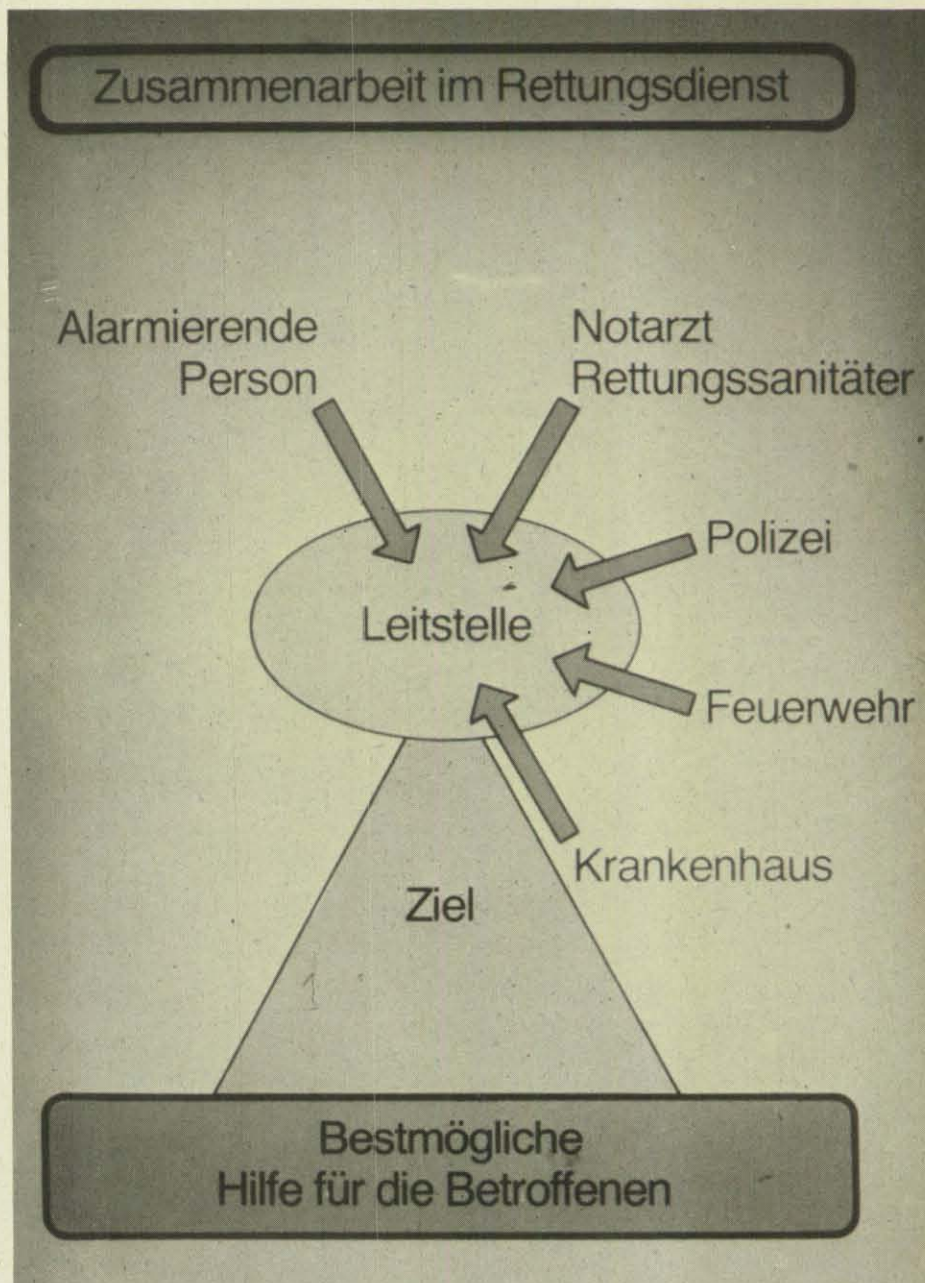 Zusammenarbeit im Rettungsdienst
Alarmierende
Person
Notarzt
Rettungssanitäter
Polizei
Leitstelle
Feuerwehr
Krankenhaus
Ziel
Bestmögliche
Hilfe für die Betroffenen